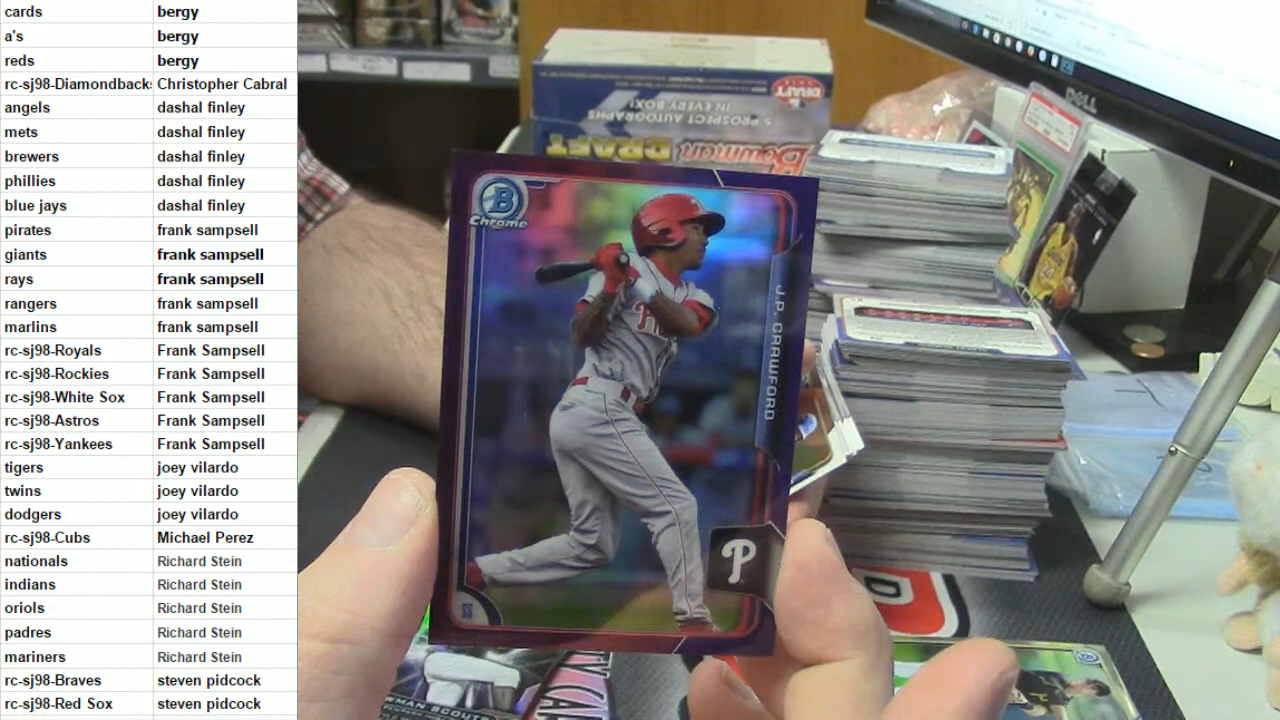 cards bergy
a's bergy
reds bergy
rc-sj98-Diamondbacks Christopher Cabral
angels dashal finley
mets dashal finley
brewers dashal finley
phillies dashal finley
blue jays dashal finley
pirates frank sampsell
giants frank sampsell
rays frank sampsell
rangers frank sampsell
marlins frank sampsell
rc-sj98-Royals Frank Sampsell
rc-sj98-Rockies Frank Sampsell
rc-sj98-White Sox Frank Sampsell
rc-sj98-Astros Frank Sampsell
rc-sj98-Yankees Frank Sampsell
tigers joey vilardo
twins joey vilardo
dodgers joey vilardo
rc-sj98-Cubs Michael Perez
nationals Richard Stein
indians Richard Stein
oriols Richard Stein
padres Richard Stein
mariners Richard Stein
rc-sj98-Braves steven pidcock
rc-sj98-Red Sox steven pidcock
DRAFT
5 PROSPECT AUTOGRAPHS
IN EVERY BOX!
Bowman
DRAFT
DELL
B
Chrome
J.P. CRAWFORD
P